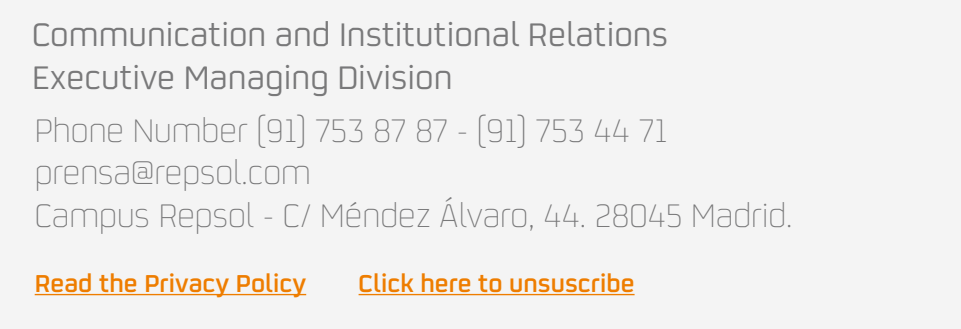 Communication and Institutional Relations
Executive Managing Division
Phone Number (91) 753 87 87 - (91) 753 44 71
prensa@repsol.com
Campus Repsol - C/ Méndez Álvaro, 44. 28045 Madrid.
Read the Privacy Policy Click here to unsuscribe